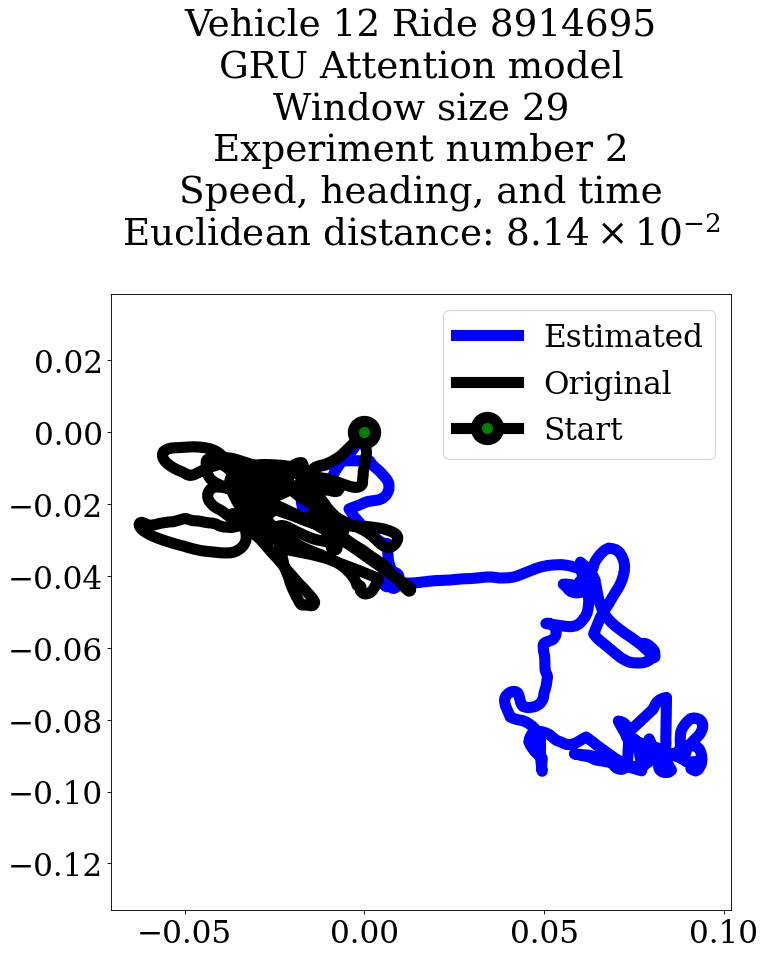 Vehicle 12 Ride 8914695
GRU Attention model
Window size 29
Experiment number 2
Speed, heading, and time
Euclidean distance: 8.14 × 10⁻²
Estimated
Original
Start
0.02
0.00
−0.02
−0.04
−0.06
−0.08
−0.10
−0.12
−0.05
0.00
0.05
0.10